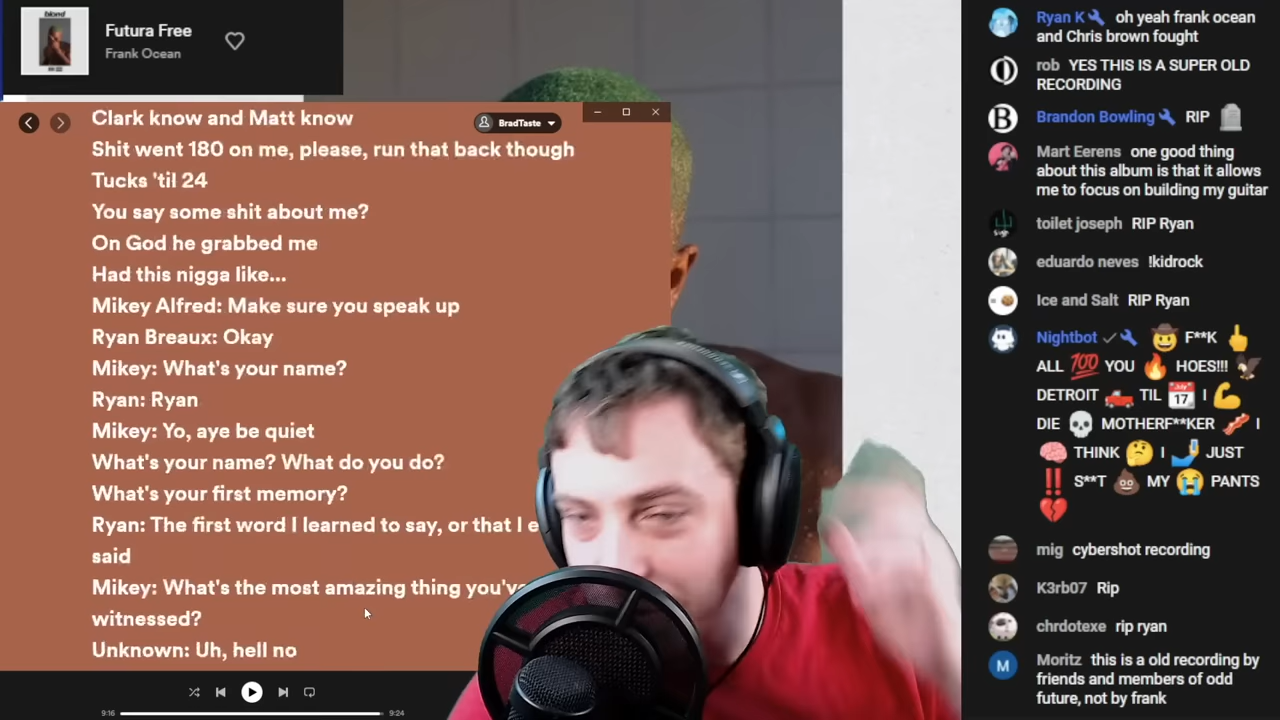 blond
Futura Free
Frank Ocean
BradTaste
Clark know and Matt know
Shit went 180 on me, please, run that back though
Tucks 'til 24
You say some shit about me?
On God he grabbed me
Had this nigga like...
Mikey Alfred: Make sure you speak up
Ryan Breaux: Okay
Mikey: What's your name?
Ryan: Ryan
Mikey: Yo, aye be quiet
What's your name? What do you do?
What's your first memory?
Ryan: The first word I learned to say, or that I e
said
Mikey: What's the most amazing thing you'v
witnessed?
Unknown: Uh, hell no
9:16
9:24
Ryan K oh yeah frank ocean
and Chris brown fought
rob YES THIS IS A SUPER OLD
RECORDING
Brandon Bowling RIP
Mart Eerens one good thing
about this album is that it allows
me to focus on building my guitar
toilet joseph RIP Ryan
eduardo neves !kidrock
Ice and Salt RIP Ryan
Nightbot F**K
ALL 100 YOU HOES!!!
DETROIT TIL JULY 17 I
DIE MOTHERF**KER I
THINK I JUST
S**T MY PANTS
mig cybershot recording
K3rb07 Rip
chrdotexe rip ryan
M
Moritz this is a old recording by
friends and members of odd
future, not by frank